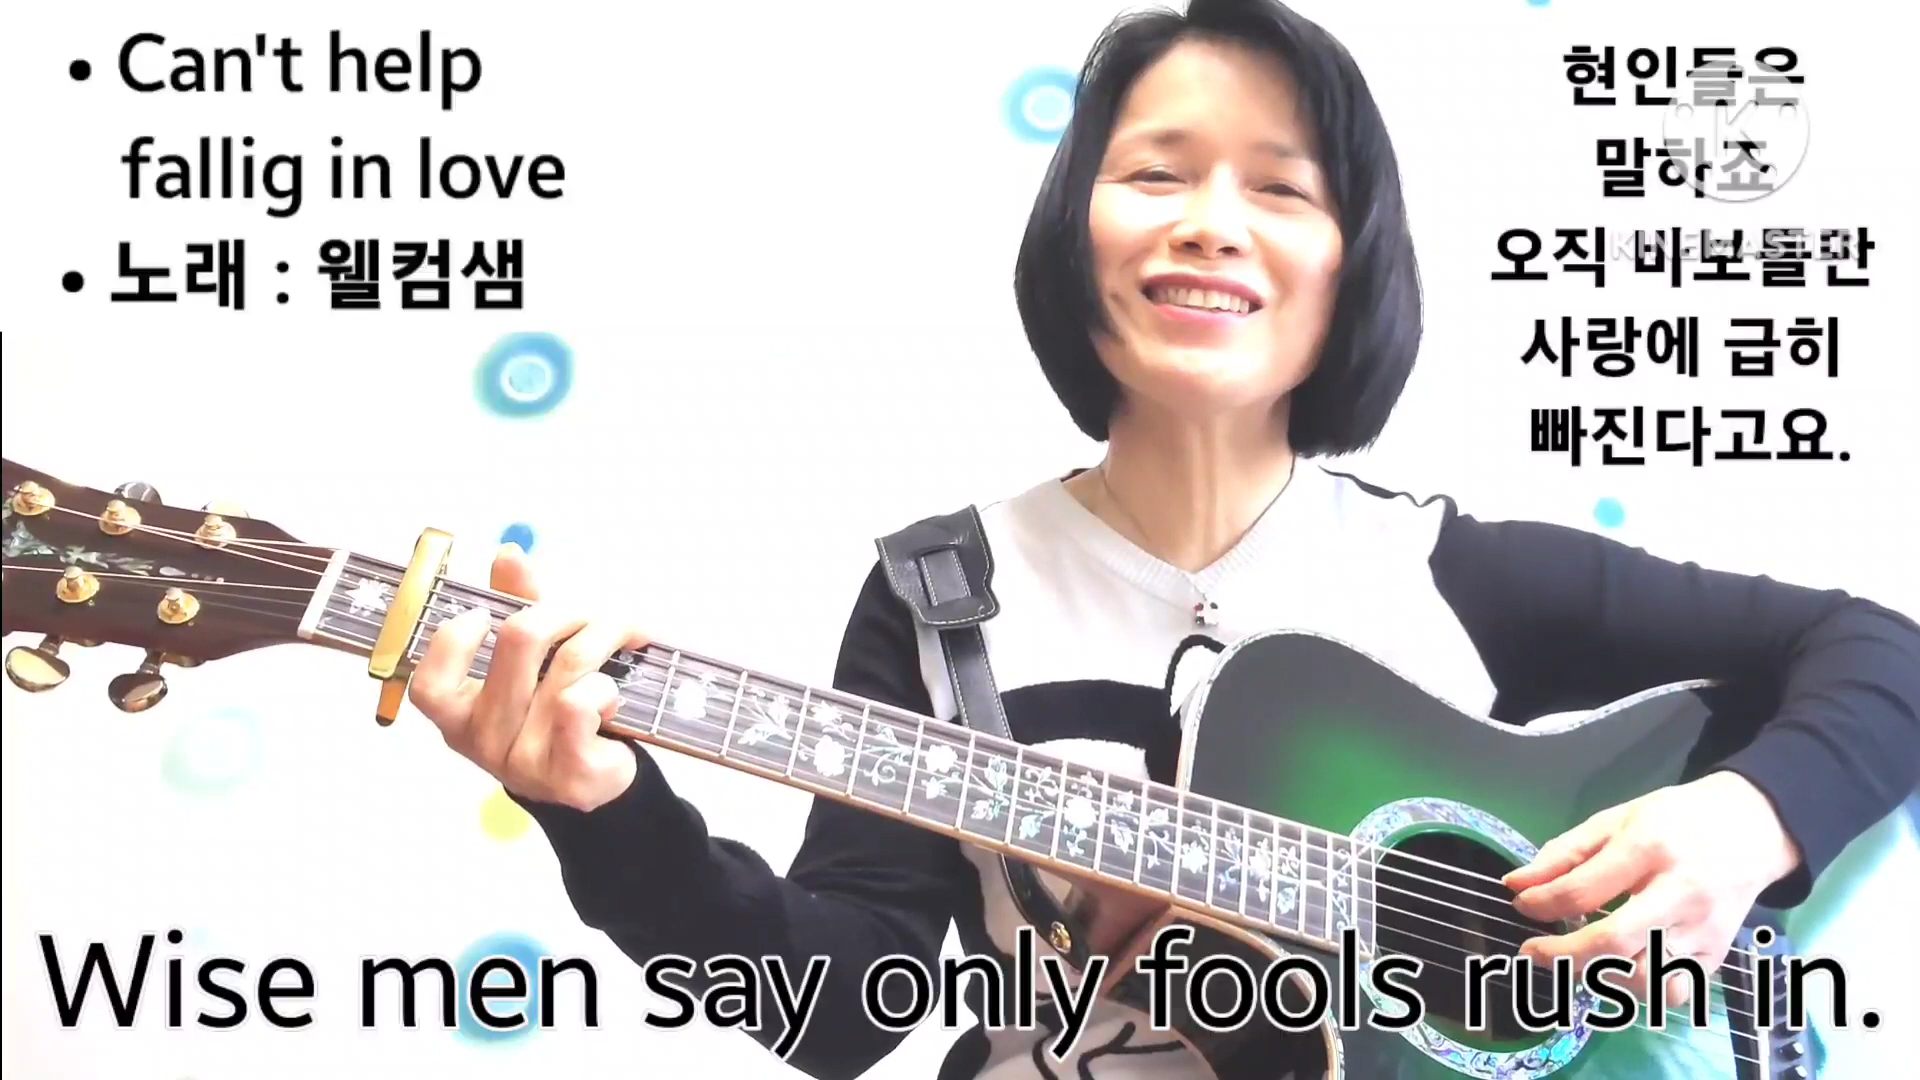 • Can't help
fallig in love
• 노래 : 웰컴샘
현인들은
말하죠
오직 바보들만
사랑에 급히
빠진다고요.
KINEMASTER
Wise men say only fools rush in.